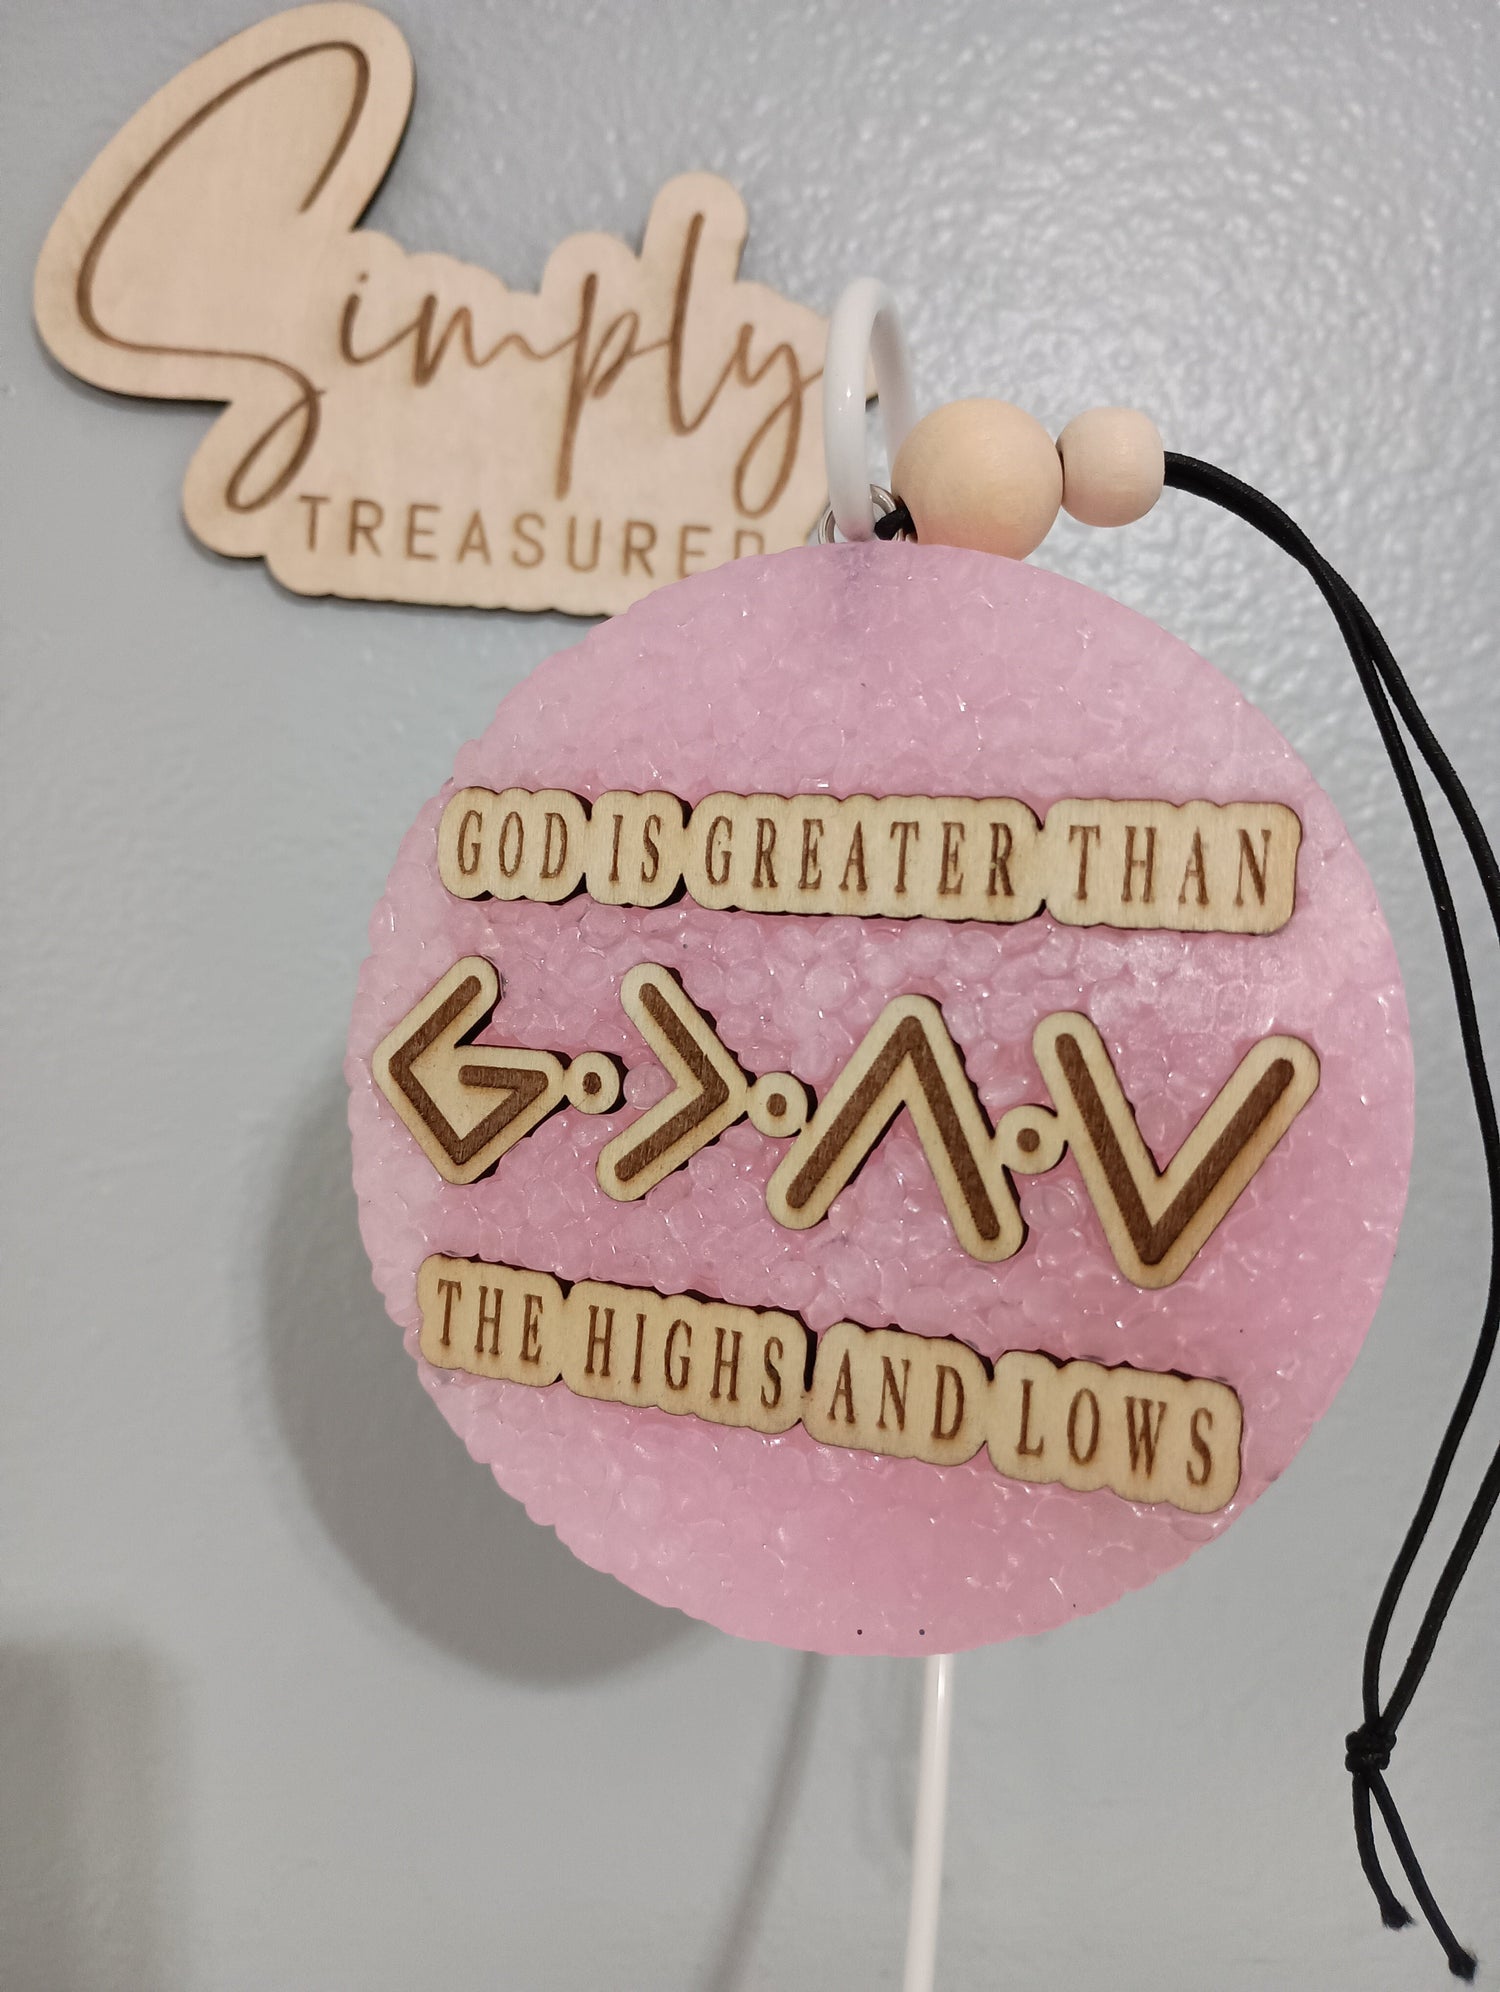 Simply
TREASURED
GOD IS GREATER THAN
G · > · Λ · V
THE HIGHS AND LOWS